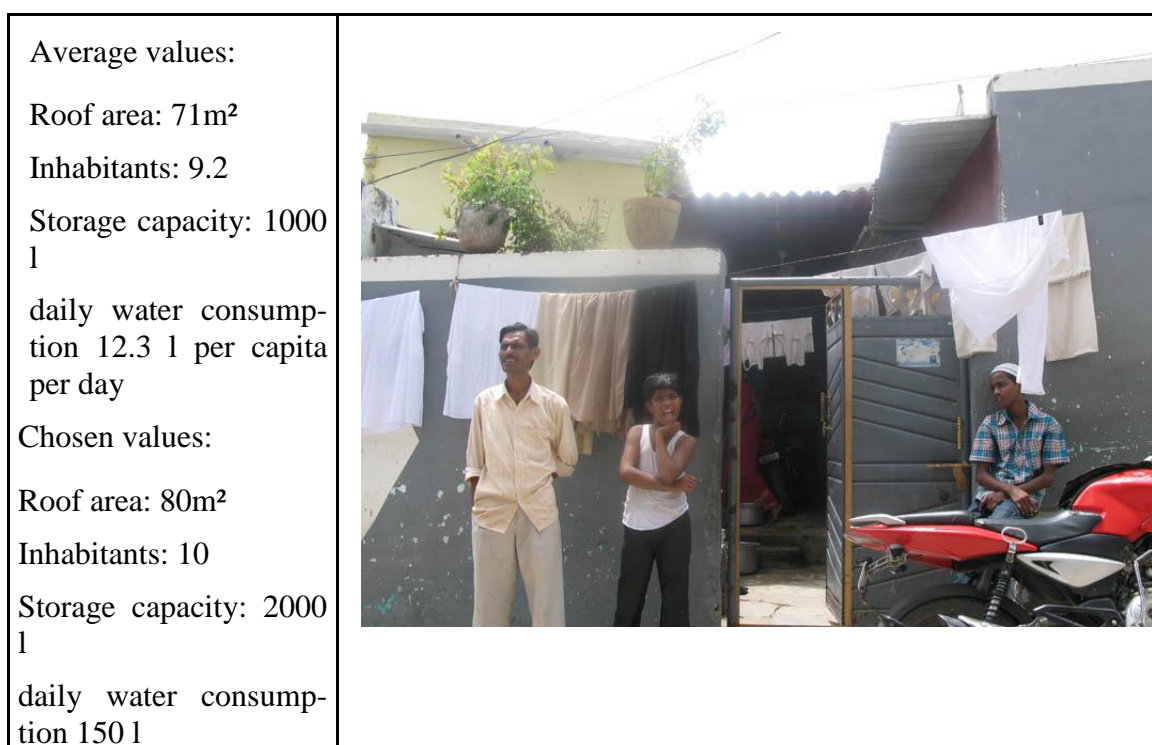 Average values:
Roof area: 71m²
Inhabitants: 9.2
Storage capacity: 1000
l
daily water consump-
tion 12.3 l per capita
per day
Chosen values:
Roof area: 80m²
Inhabitants: 10
Storage capacity: 2000
l
daily water consump-
tion 150 l